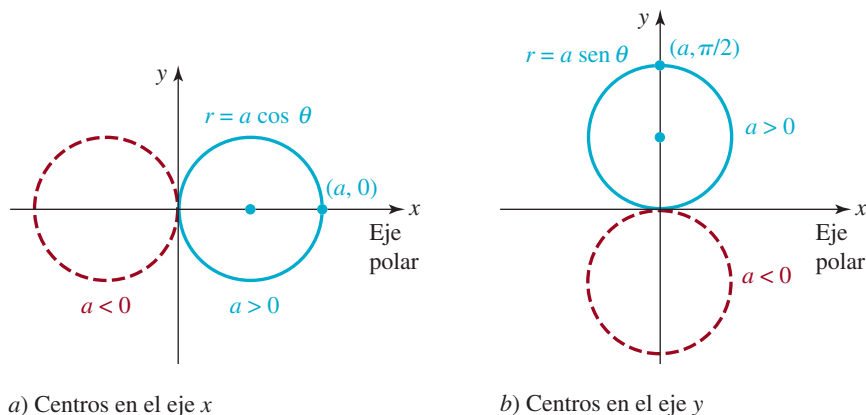 y
r = a cos θ
(a, 0)
x
Eje
polar
a < 0
a > 0
a) Centros en el eje x
y
r = a sen θ
(a, π/2)
a > 0
x
Eje
polar
a < 0
b) Centros en el eje y